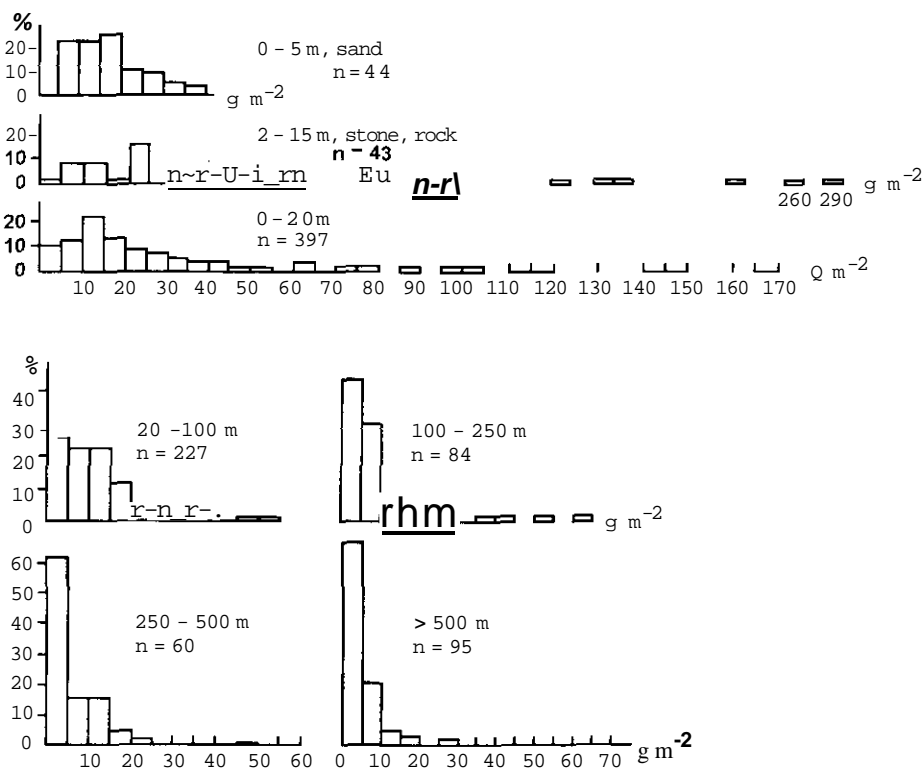 %
20
10
0
0 - 5 m, sand
n = 44
g m-2
20
10
0
2 - 15 m, stone, rock
n - 43
n~r-U-i_rn Eu n-r\
g m-2
260 290
20
10
0
0 - 20 m
n = 397
Q m-2
10 20 30 40 50 60 70 80 90 100 110 120 130 140 150 160 170
%
40
30
20
10
0
20 - 100 m
n = 227
r-n r-.
100 - 250 m
n = 84
rhm
g m-2
60
50
40
30
20
10
0
250 - 500 m
n = 60
> 500 m
n = 95
10 20 30 40 50 60
0 10 20 30 40 50 60 70
g m-2